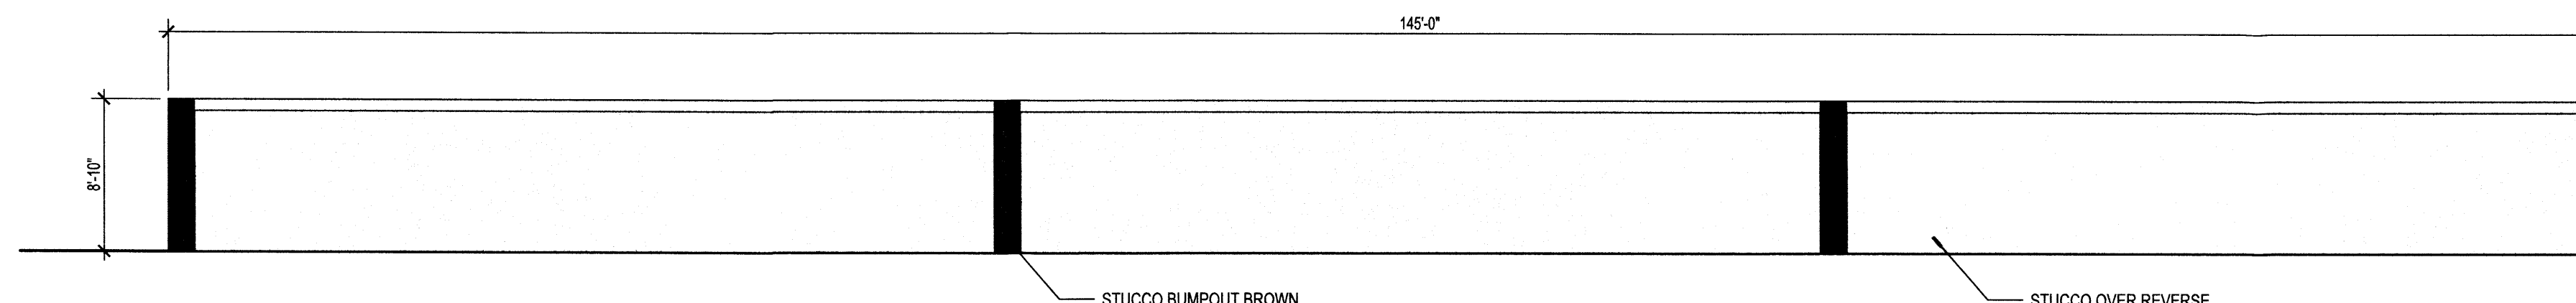 145'-0"
8'-10"
STUCCO BUMPOUT BROWN
STUCCO OVER REVERSE